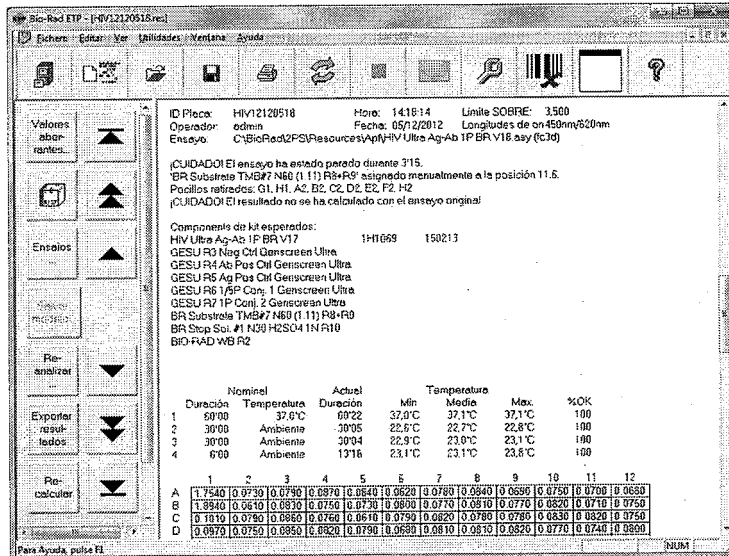 Bio-Rad ETP - [HIV12120518.res]
Fichero Editar Ver Utilidades Ventana Ayuda
Valores
aber-
rantes...
Ensaios
...
Re-
analizar
...
Exportar
resul-
tados
Re-
calcular
ID Placa: HIV12120518 Hora: 14:18:14 Limite SOBRE: 3,500
Operador: admin Fecha: 05/12/2012 Longitudes de on 450nm/620nm
Ensayo: C:\BioRad\2PS\Resources\Apf\HIV Ultra Ag-Ab 1P BR V18.asy (fc3d)
¡CUIDADO! El ensayo ha estado parado durante 3'15.
'BR Substrate TMB#7 N60 (1.11) R8+R9' asignado manualmente a la posición 11.6.
Pocillos retirados: G1, H1, A2, B2, C2, D2, E2, F2, H2
¡CUIDADO! El resultado no se ha calculado con el ensayo original
Components de kit esperados:
HIV Ultra Ag-Ab 1P BR V17 1H1069 150213
GESU R3 Neg Ctrl Genscreen Ultra
GESU R4 Ab Pos Ctrl Genscreen Ultra
GESU R5 Ag Pos Ctrl Genscreen Ultra
GESU R6 1/5P Conj. 1 Genscreen Ultra
GESU R7 1P Conj. 2 Genscreen Ultra
BR Substrate TMB#7 N60 (1.11) R8+R9
BR Stop Sol. #1 N30 H2SO4 1N R10
BIO-RAD WB R2
Nominal Actual Temperatura
Duración Temperatura Duración Min Media Max. %OK
1 60'00 37,0°C 60'22 37,0°C 37,1°C 37,1°C 100
2 30'00 Ambiente 30'05 22,6°C 22,7°C 22,8°C 100
3 30'00 Ambiente 30'04 22,9°C 23,0°C 23,1°C 100
4 6'00 Ambiente 13'16 23,1°C 23,1°C 23,8°C 100
1 2 3 4 5 6 7 8 9 10 11 12
A 1.7540 0.0730 0.0790 0.0870 0.0840 0.0620 0.0780 0.0840 0.0690 0.0750 0.0700 0.0680
B 1.8940 0.0610 0.0830 0.0750 0.0730 0.0800 0.0770 0.0810 0.0770 0.0820 0.0710 0.0750
C 0.1010 0.0790 0.0860 0.0760 0.0610 0.0790 0.0820 0.0780 0.0780 0.0830 0.0820 0.0750
D 0.0970 0.0750 0.0850 0.0820 0.0790 0.0680 0.0810 0.0810 0.0820 0.0770 0.0740 0.0800
Para Ayuda, pulse F1 NUM